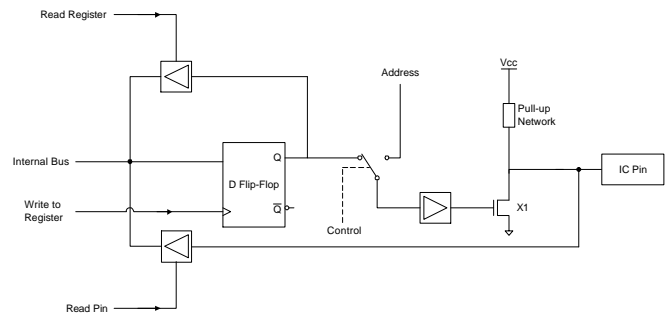 Read Register
Address
Vcc
Pull-up
Network
Internal Bus
Q
D Flip-Flop
IC Pin
Write to
Register
Q
X1
Control
Read Pin